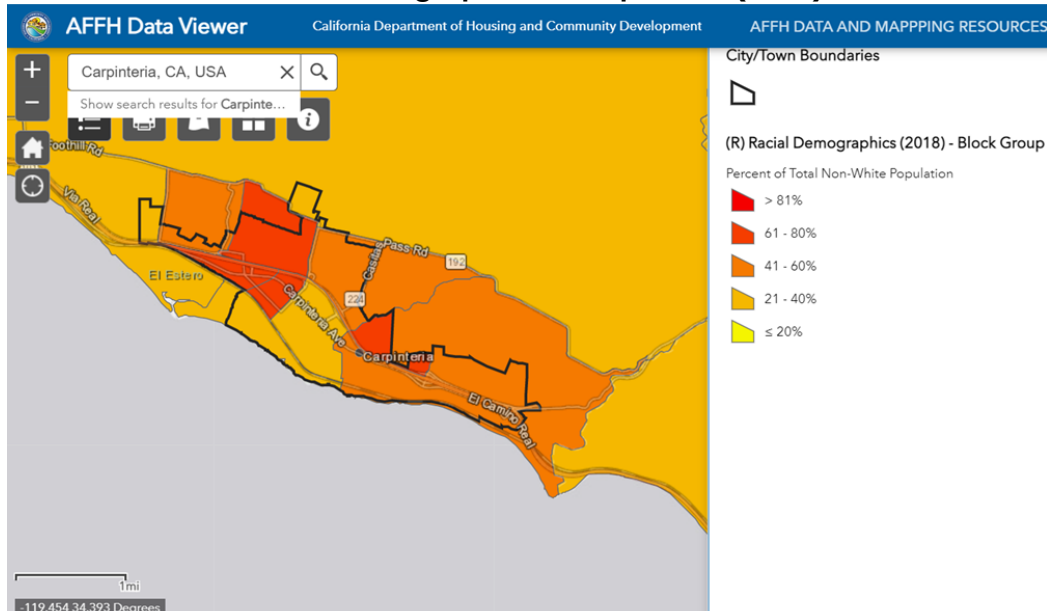 AFFH Data Viewer
California Department of Housing and Community Development
AFFH DATA AND MAPPPING RESOURCES
Carpinteria, CA, USA
Show search results for Carpinte...
oothill Rd
Via Real
El Estero
Carpinteria Ave
Casitas Pass Rd
192
224
Carpinteria
El Camino Real
1mi
-119.454 34.393 Degrees
City/Town Boundaries
(R) Racial Demographics (2018) - Block Group
Percent of Total Non-White Population
> 81%
61 - 80%
41 - 60%
21 - 40%
≤ 20%